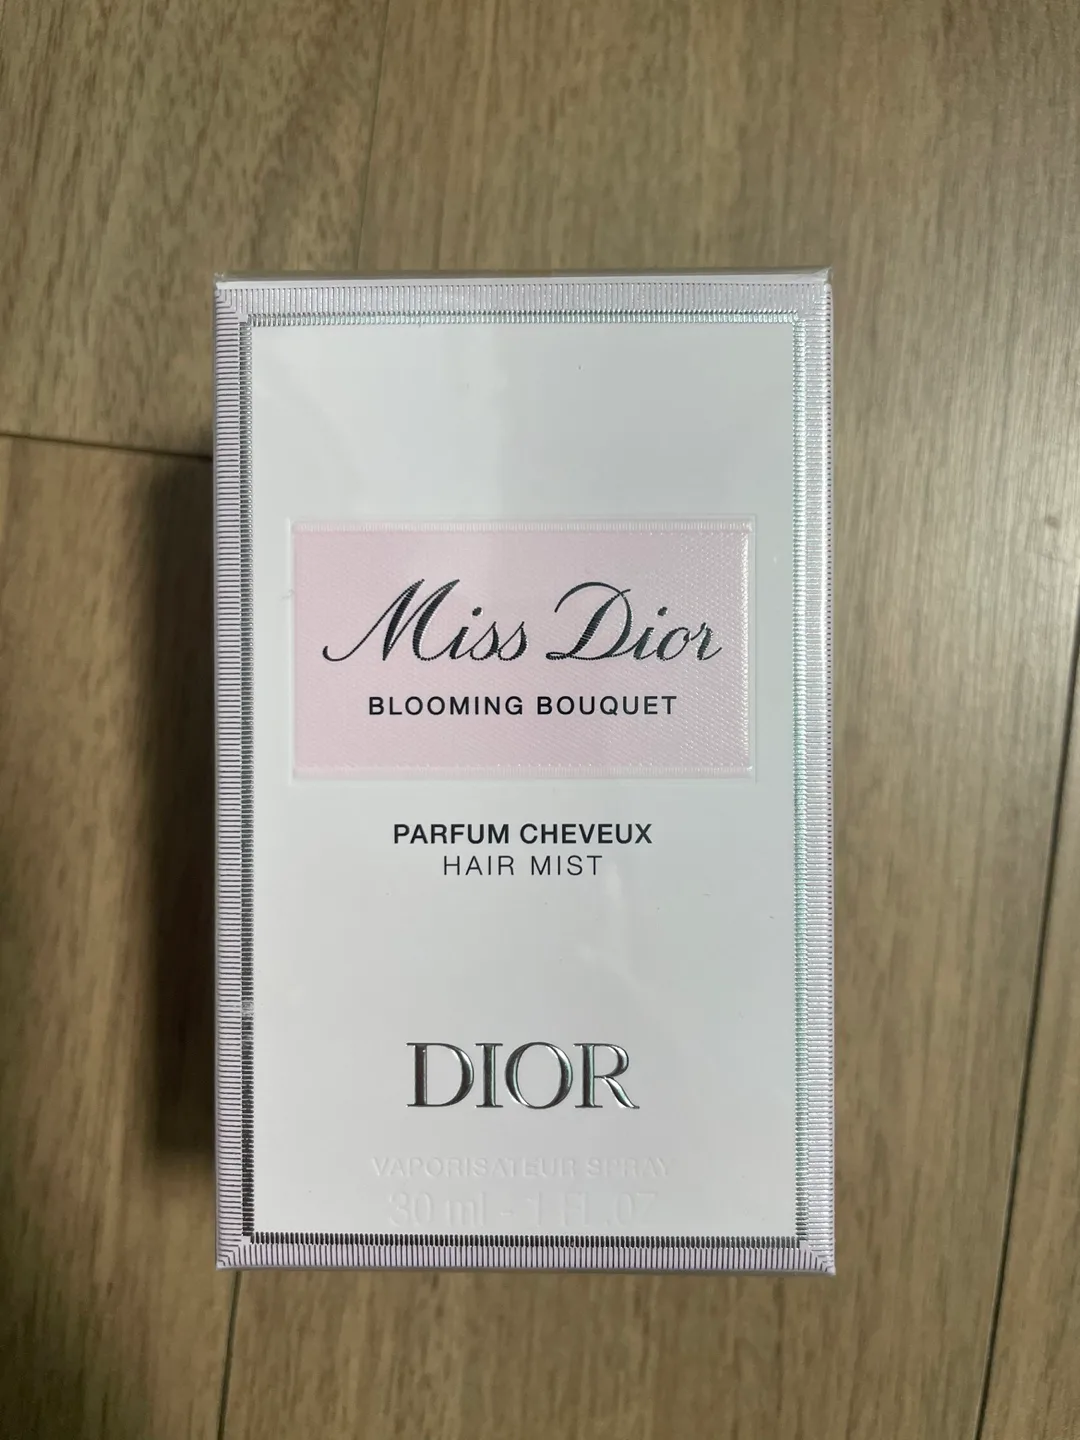 Miss Dior
BLOOMING BOUQUET
PARFUM CHEVEUX
HAIR MIST
DIOR
VAPORISATEUR SPRAY
30 ml - 1 FL.OZ